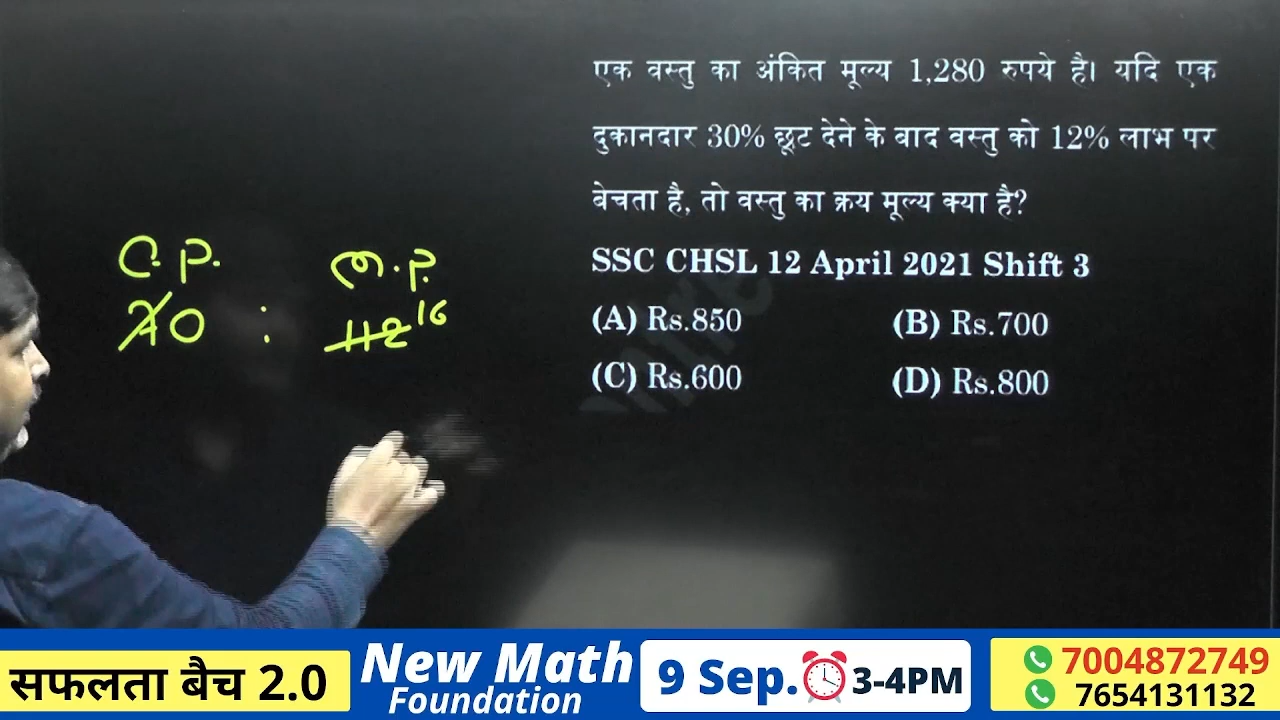 एक वस्तु का अंकित मूल्य 1,280 रुपये है। यदि एक
दुकानदार 30% छूट देने के बाद वस्तु को 12% लाभ पर
बेचता है, तो वस्तु का क्रय मूल्य क्या है?
SSC CHSL 12 April 2021 Shift 3
(A) Rs.850 (B) Rs.700
(C) Rs.600 (D) Rs.800
C.P. M.P.
70 : 112 16
सफलता बैच 2.0
New Math
Foundation
9 Sep. 3-4PM
7004872749
7654131132